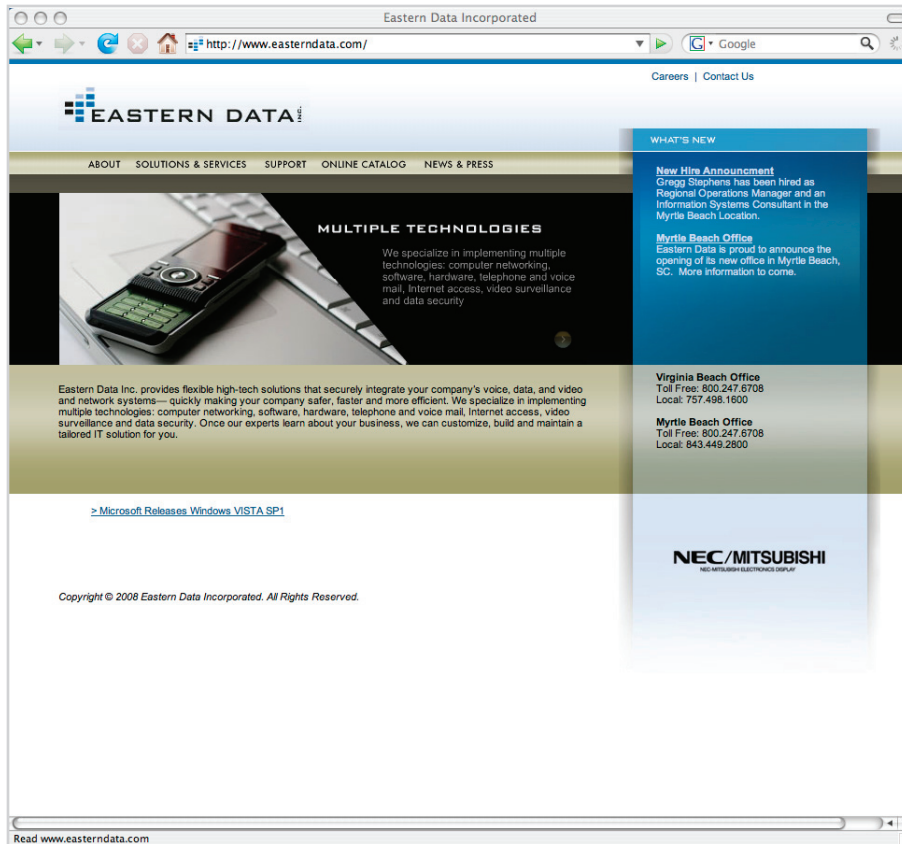 Eastern Data Incorporated
http://www.easterndata.com/
G Google
Careers | Contact Us
EASTERN DATA INC.
WHAT'S NEW
ABOUT SOLUTIONS & SERVICES SUPPORT ONLINE CATALOG NEWS & PRESS
New Hire Announcment
Gregg Stephens has been hired as
Regional Operations Manager and an
Information Systems Consultant in the
Myrtle Beach Location.
Myrtle Beach Office
Eastern Data is proud to announce the
opening of its new office in Myrtle Beach,
SC. More information to come.
MULTIPLE TECHNOLOGIES
We specialize in implementing multiple
technologies: computer networking,
software, hardware, telephone and voice
mail, Internet access, video surveillance
and data security
Eastern Data Inc. provides flexible high-tech solutions that securely integrate your company's voice, data, and video
and network systems— quickly making your company safer, faster and more efficient. We specialize in implementing
multiple technologies: computer networking, software, hardware, telephone and voice mail, Internet access, video
surveillance and data security. Once our experts learn about your business, we can customize, build and maintain a
tailored IT solution for you.
Virginia Beach Office
Toll Free: 800.247.6708
Local: 757.498.1600
Myrtle Beach Office
Toll Free: 800.247.6708
Local: 843.449.2800
> Microsoft Releases Windows VISTA SP1
NEC/MITSUBISHI
NEC-MITSUBISHI ELECTRONICS DISPLAY
Copyright © 2008 Eastern Data Incorporated. All Rights Reserved.
Read www.easterndata.com